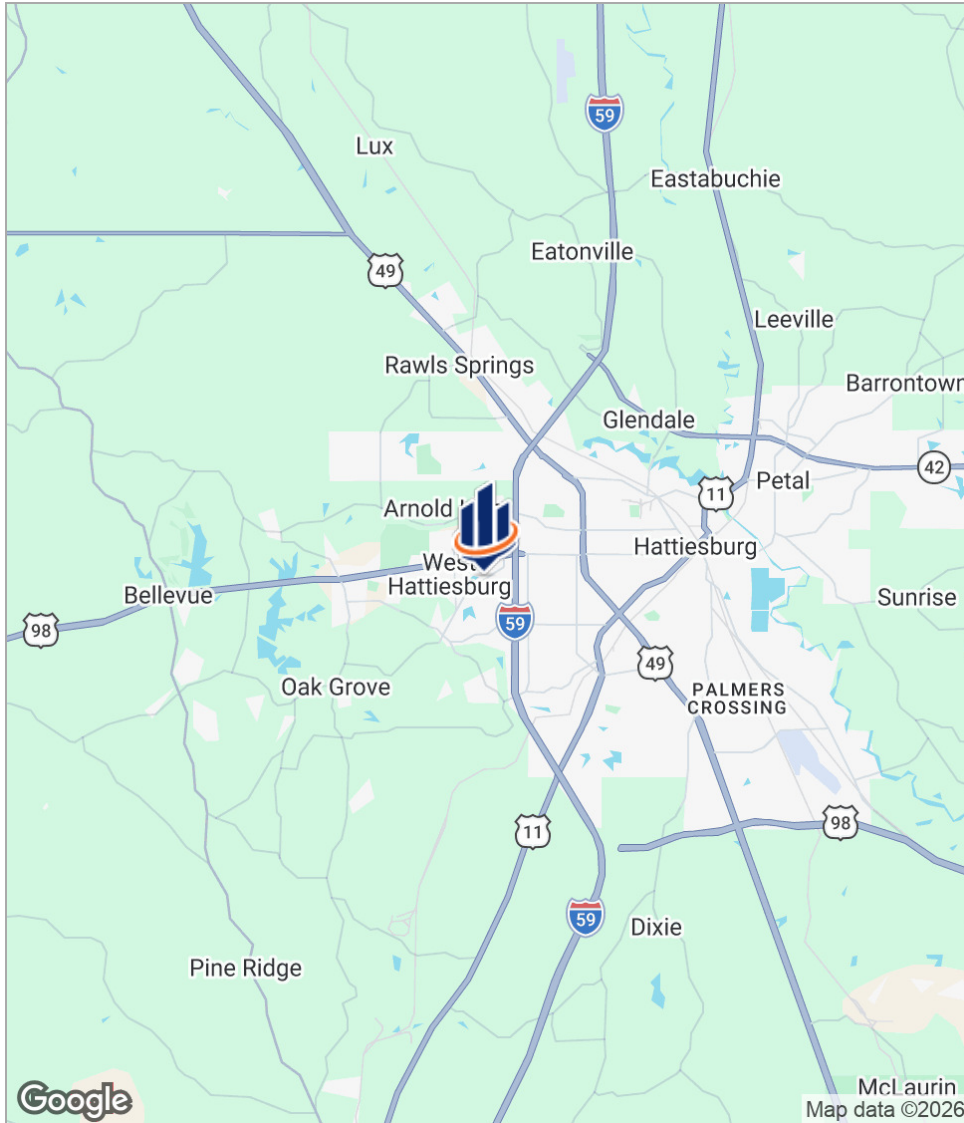 59
Lux
Eastabuchie
Eatonville
49
Leeville
Rawls Springs
Barrontown
Glendale
42
Petal
11
Arnold
Hattiesburg
West
Hattiesburg
Bellevue
Sunrise
59
98
49
Oak Grove
PALMERS
CROSSING
98
11
59
Dixie
Pine Ridge
McLaurin
Google
Map data ©2026